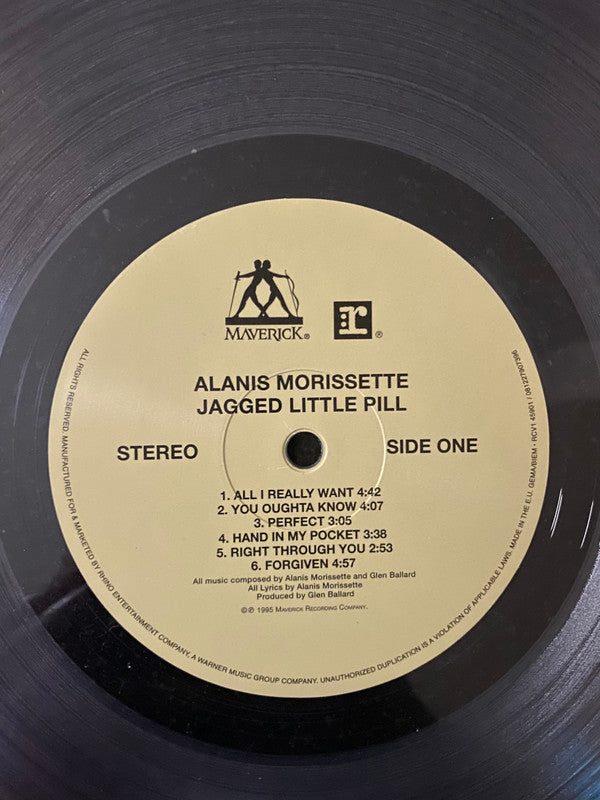 MAVERICK®
r®
ALANIS MORISSETTE
JAGGED LITTLE PILL
STEREO
SIDE ONE
1. ALL I REALLY WANT 4:42
2. YOU OUGHTA KNOW 4:07
3. PERFECT 3:05
4. HAND IN MY POCKET 3:38
5. RIGHT THROUGH YOU 2:53
6. FORGIVEN 4:57
All music composed by Alanis Morissette and Glen Ballard
All Lyrics by Alanis Morissette
Produced by Glen Ballard
©℗ 1995 MAVERICK RECORDING COMPANY.
ALL RIGHTS RESERVED. MANUFACTURED FOR & MARKETED BY RHINO ENTERTAINMENT COMPANY, A WARNER MUSIC GROUP COMPANY. UNAUTHORIZED DUPLICATION IS A VIOLATION OF APPLICABLE LAWS. MADE IN THE E.U. GEMA/BIEM - RCV1 45901 / 081227907396